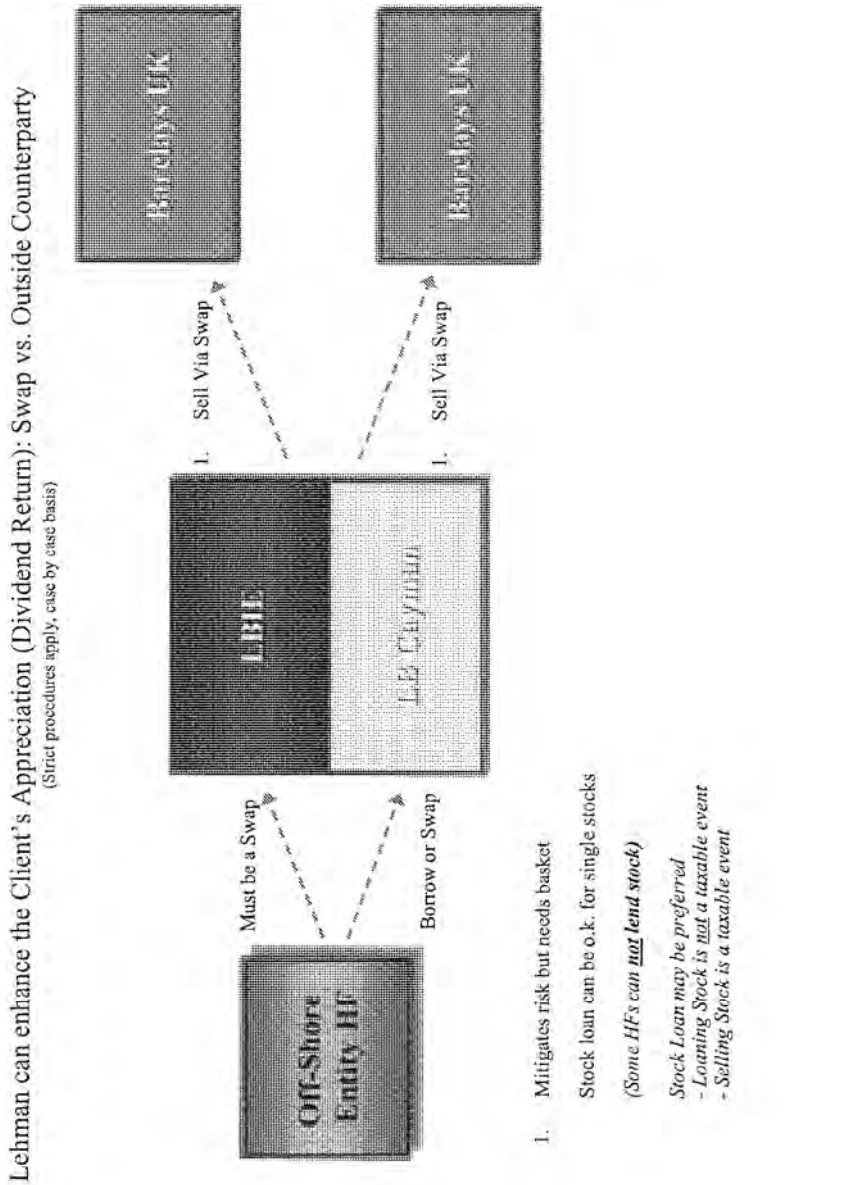 Lehman can enhance the Client's Appreciation (Dividend Return): Swap vs. Outside Counterparty
(Strict procedures apply, case by case basis)
Off-Shore
Entity HF
Must be a Swap
Borrow or Swap
LBIE
LB Cayman
1. Sell Via Swap
1. Sell Via Swap
Barclays UK
Barclays UK
1. Mitigates risk but needs basket
Stock loan can be o.k. for single stocks
(Some HFs can not lend stock)
Stock Loan may be preferred
- Loaning Stock is not a taxable event
- Selling Stock is a taxable event